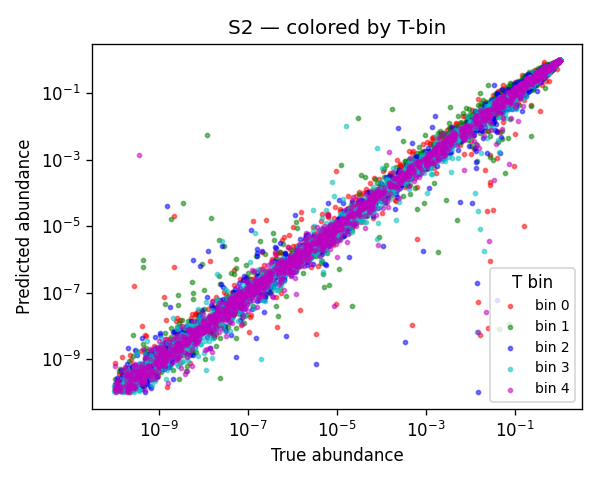 S2 — colored by T-bin
Predicted abundance
10⁻¹
10⁻³
10⁻⁵
10⁻⁷
10⁻⁹
T bin
bin 0
bin 1
bin 2
bin 3
bin 4
10⁻⁹ 10⁻⁷ 10⁻⁵ 10⁻³ 10⁻¹
True abundance